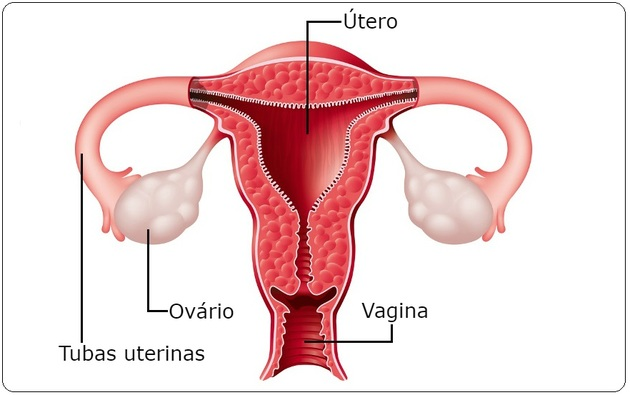 Útero
Ovário
Vagina
Tubas uterinas